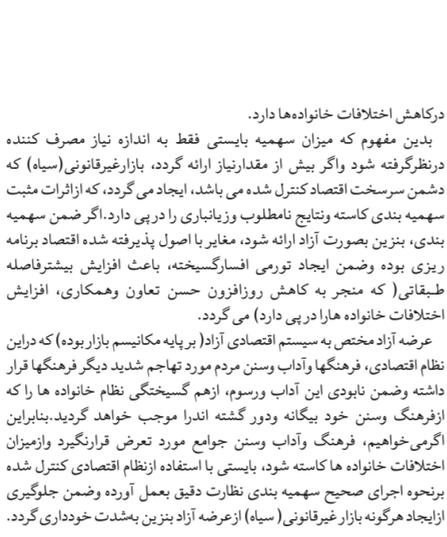 درکاهش اختلافات خانواده‌ها دارد.
بدین مفهوم که میزان سهمیه بایستی فقط به اندازه نیاز مصرف کننده
درنظرگرفته شود واگر بیش از مقدارنیاز ارائه گردد، بازارغیرقانونی(سیاه) که
دشمن سرسخت اقتصاد کنترل شده می باشد، ایجاد می گردد، که ازاثرات مثبت
سهمیه بندی کاسته ونتایج نامطلوب وزیانباری را درپی دارد.اگر ضمن سهمیه
بندی، بنزین بصورت آزاد ارائه شود، مغایر با اصول پذیرفته شده اقتصاد برنامه
ریزی بوده وضمن ایجاد تورمی افسارگسیخته، باعث افزایش بیشترفاصله
طبقاتی( که منجر به کاهش روزافزون حسن تعاون وهمکاری، افزایش
اختلافات خانواده هارا درپی دارد) می گردد.
عرضه آزاد مختص به سیستم اقتصادی آزاد( بر پایه مکانیسم بازار بوده) که دراین
نظام اقتصادی، فرهنگها وآداب وسنن مردم مورد تهاجم شدید دیگر فرهنگها قرار
داشته وضمن نابودی این آداب ورسوم، ازهم گسیختگی نظام خانواده ها را که
ازفرهنگ وسنن خود بیگانه ودور گشته اندرا موجب خواهد گردید.بنابراین
اگرمی‌خواهیم، فرهنگ وآداب وسنن جوامع مورد تعرض قرارنگیرد وازمیزان
اختلافات خانواده ها کاسته شود، بایستی با استفاده ازنظام اقتصادی کنترل شده
برنحوه اجرای صحیح سهمیه بندی نظارت دقیق بعمل آورده وضمن جلوگیری
ازایجاد هرگونه بازار غیرقانونی( سیاه) ازعرضه آزاد بنزین به‌شدت خودداری گردد.